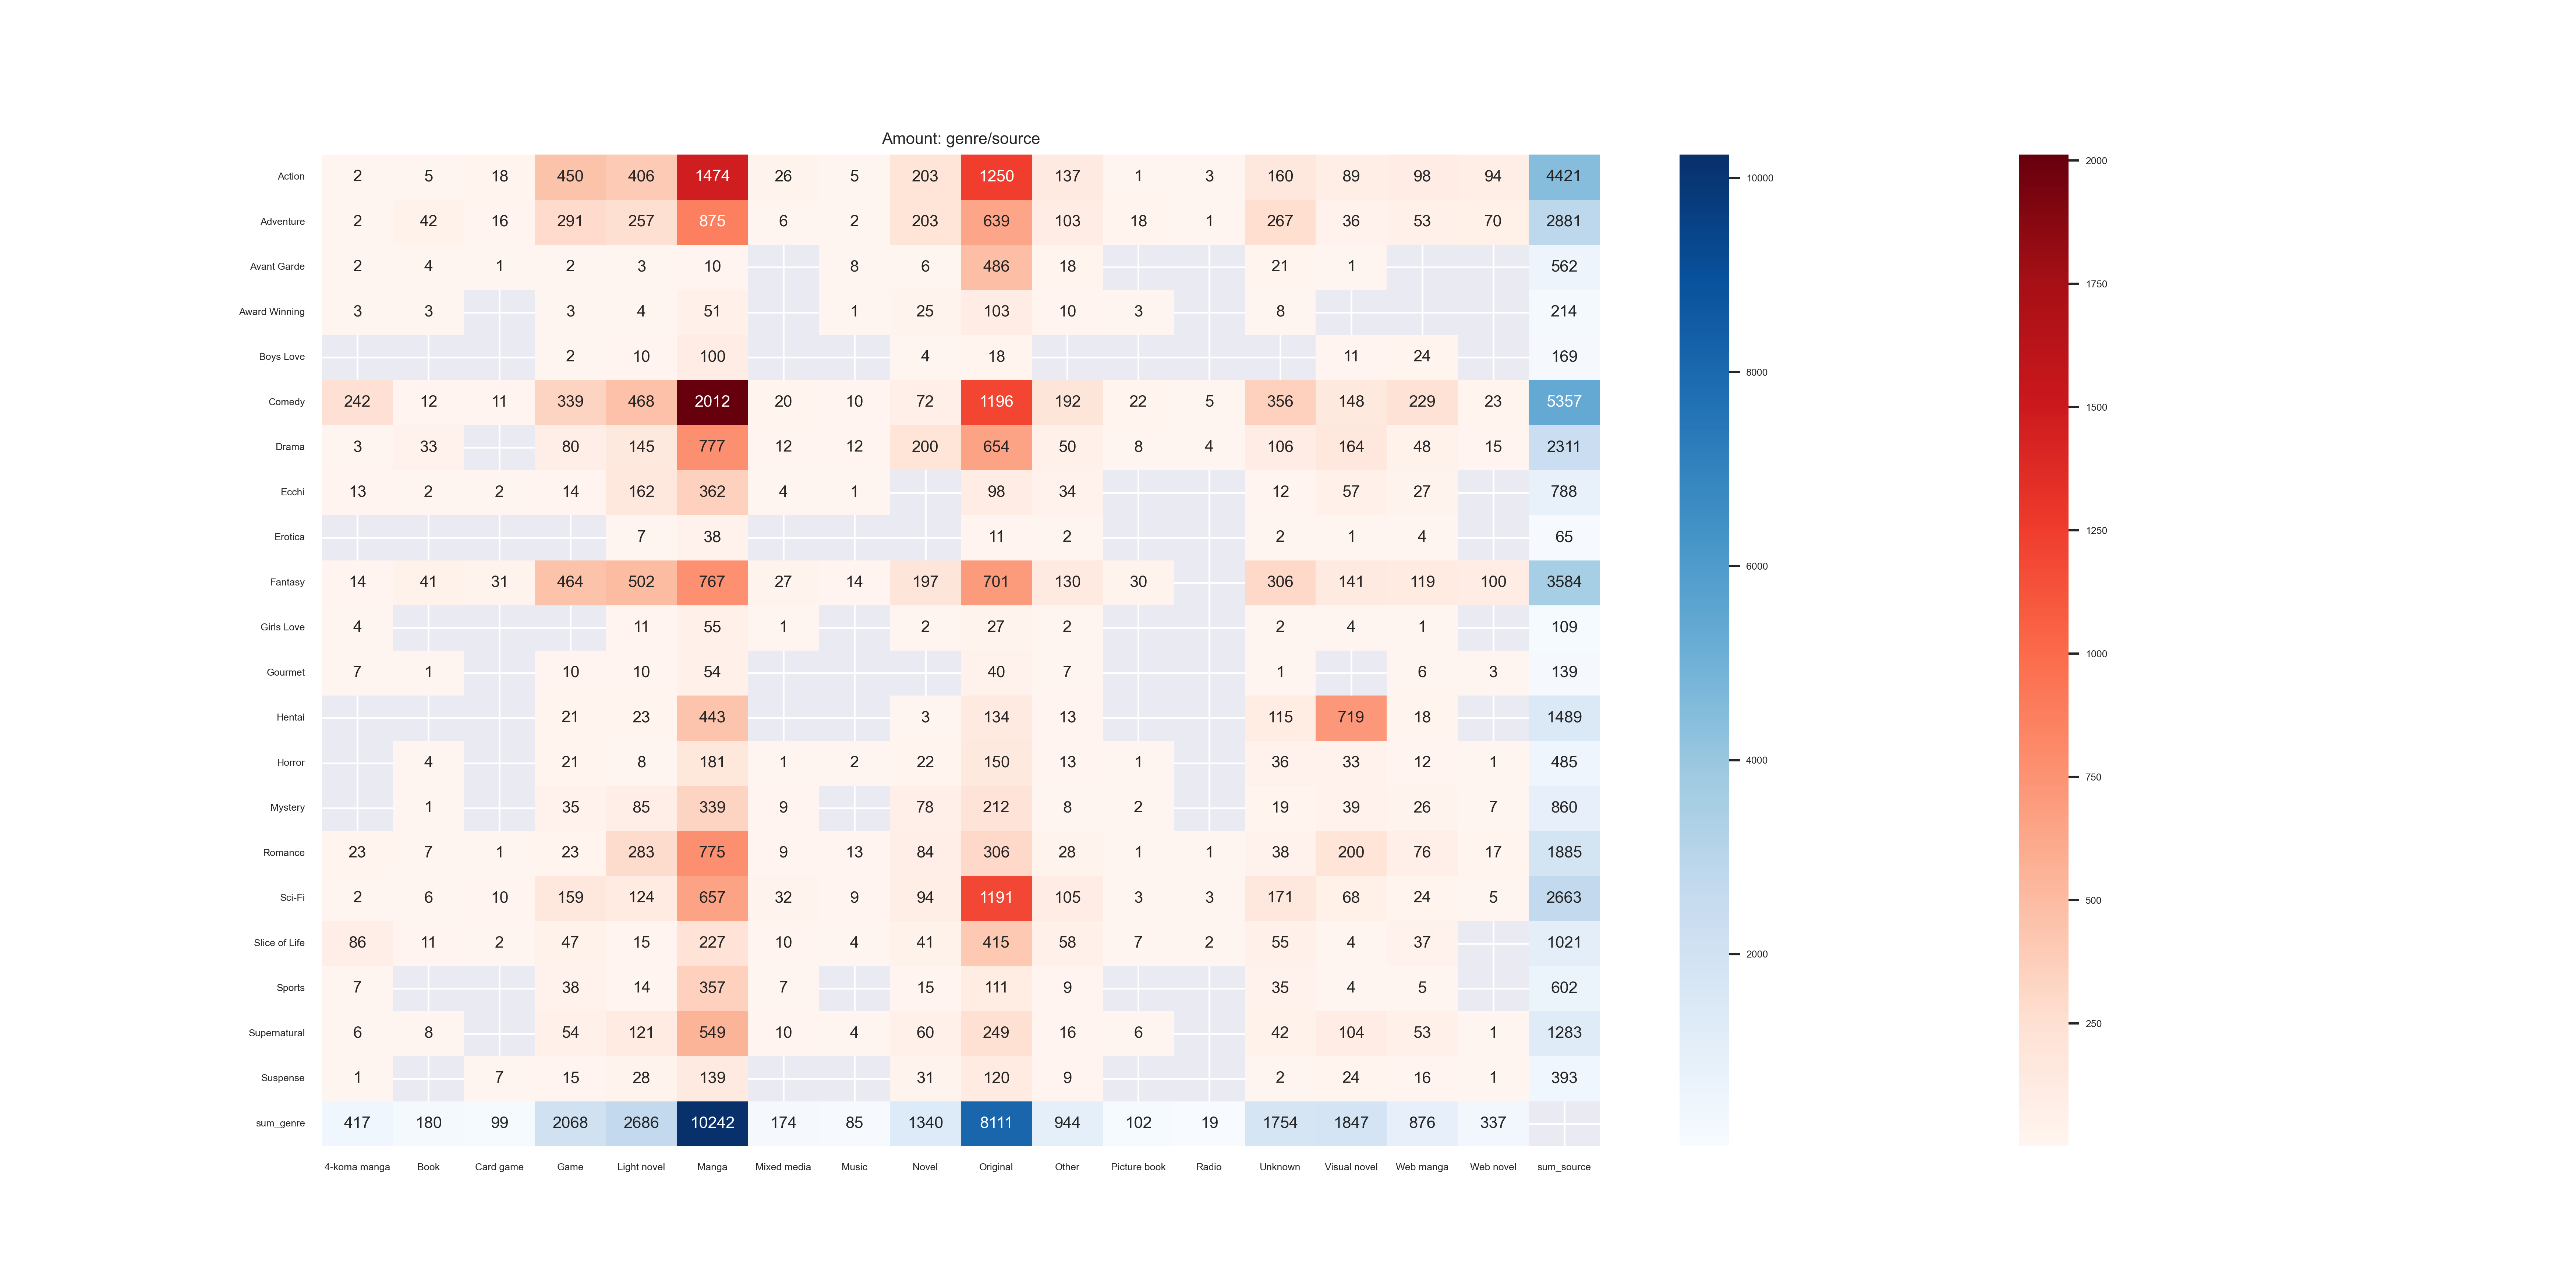 Amount: genre/source
Action 2 5 18 450 406 1474 26 5 203 1250 137 1 3 160 89 98 94 4421
Adventure 2 42 16 291 257 875 6 2 203 639 103 18 1 267 36 53 70 2881
Avant Garde 2 4 1 2 3 10 8 6 486 18 21 1 562
Award Winning 3 3 3 4 51 1 25 103 10 3 8 214
Boys Love 2 10 100 4 18 11 24 169
Comedy 242 12 11 339 468 2012 20 10 72 1196 192 22 5 356 148 229 23 5357
Drama 3 33 80 145 777 12 12 200 654 50 8 4 106 164 48 15 2311
Ecchi 13 2 2 14 162 362 4 1 98 34 12 57 27 788
Erotica 7 38 11 2 2 1 4 65
Fantasy 14 41 31 464 502 767 27 14 197 701 130 30 306 141 119 100 3584
Girls Love 4 11 55 1 2 27 2 2 4 1 109
Gourmet 7 1 10 10 54 40 7 1 6 3 139
Hentai 21 23 443 3 134 13 115 719 18 1489
Horror 4 21 8 181 1 2 22 150 13 1 36 33 12 1 485
Mystery 1 35 85 339 9 78 212 8 2 19 39 26 7 860
Romance 23 7 1 23 283 775 9 13 84 306 28 1 1 38 200 76 17 1885
Sci-Fi 2 6 10 159 124 657 32 9 94 1191 105 3 3 171 68 24 5 2663
Slice of Life 86 11 2 47 15 227 10 4 41 415 58 7 2 55 4 37 1021
Sports 7 38 14 357 7 15 111 9 35 4 5 602
Supernatural 6 8 54 121 549 10 4 60 249 16 6 42 104 53 1 1283
Suspense 1 7 15 28 139 31 120 9 2 24 16 1 393
sum_genre 417 180 99 2068 2686 10242 174 85 1340 8111 944 102 19 1754 1847 876 337
4-koma manga Book Card game Game Light novel Manga Mixed media Music Novel Original Other Picture book Radio Unknown Visual novel Web manga Web novel sum_source
10000
8000
6000
4000
2000
2000
1750
1500
1250
1000
750
500
250